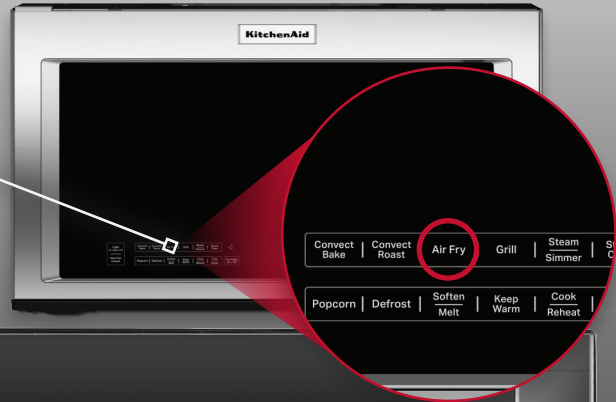 KitchenAid
Convect Bake | Convect Roast | Air Fry | Grill | Steam Simmer
Popcorn | Defrost | Soften Melt | Keep Warm | Cook Reheat